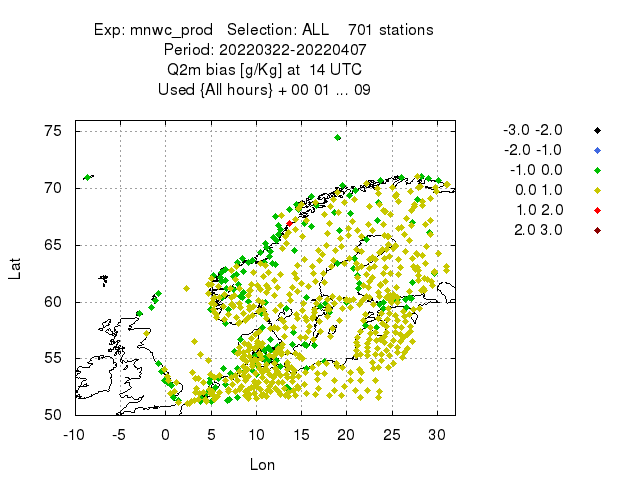 Exp: mnwc_prod Selection: ALL 701 stations
Period: 20220322-20220407
Q2m bias [g/Kg] at 14 UTC
Used {All hours} + 00 01 ... 09
-3.0 -2.0
-2.0 -1.0
-1.0 0.0
0.0 1.0
1.0 2.0
2.0 3.0
75
70
65
60
55
50
Lat
-10 -5 0 5 10 15 20 25 30
Lon